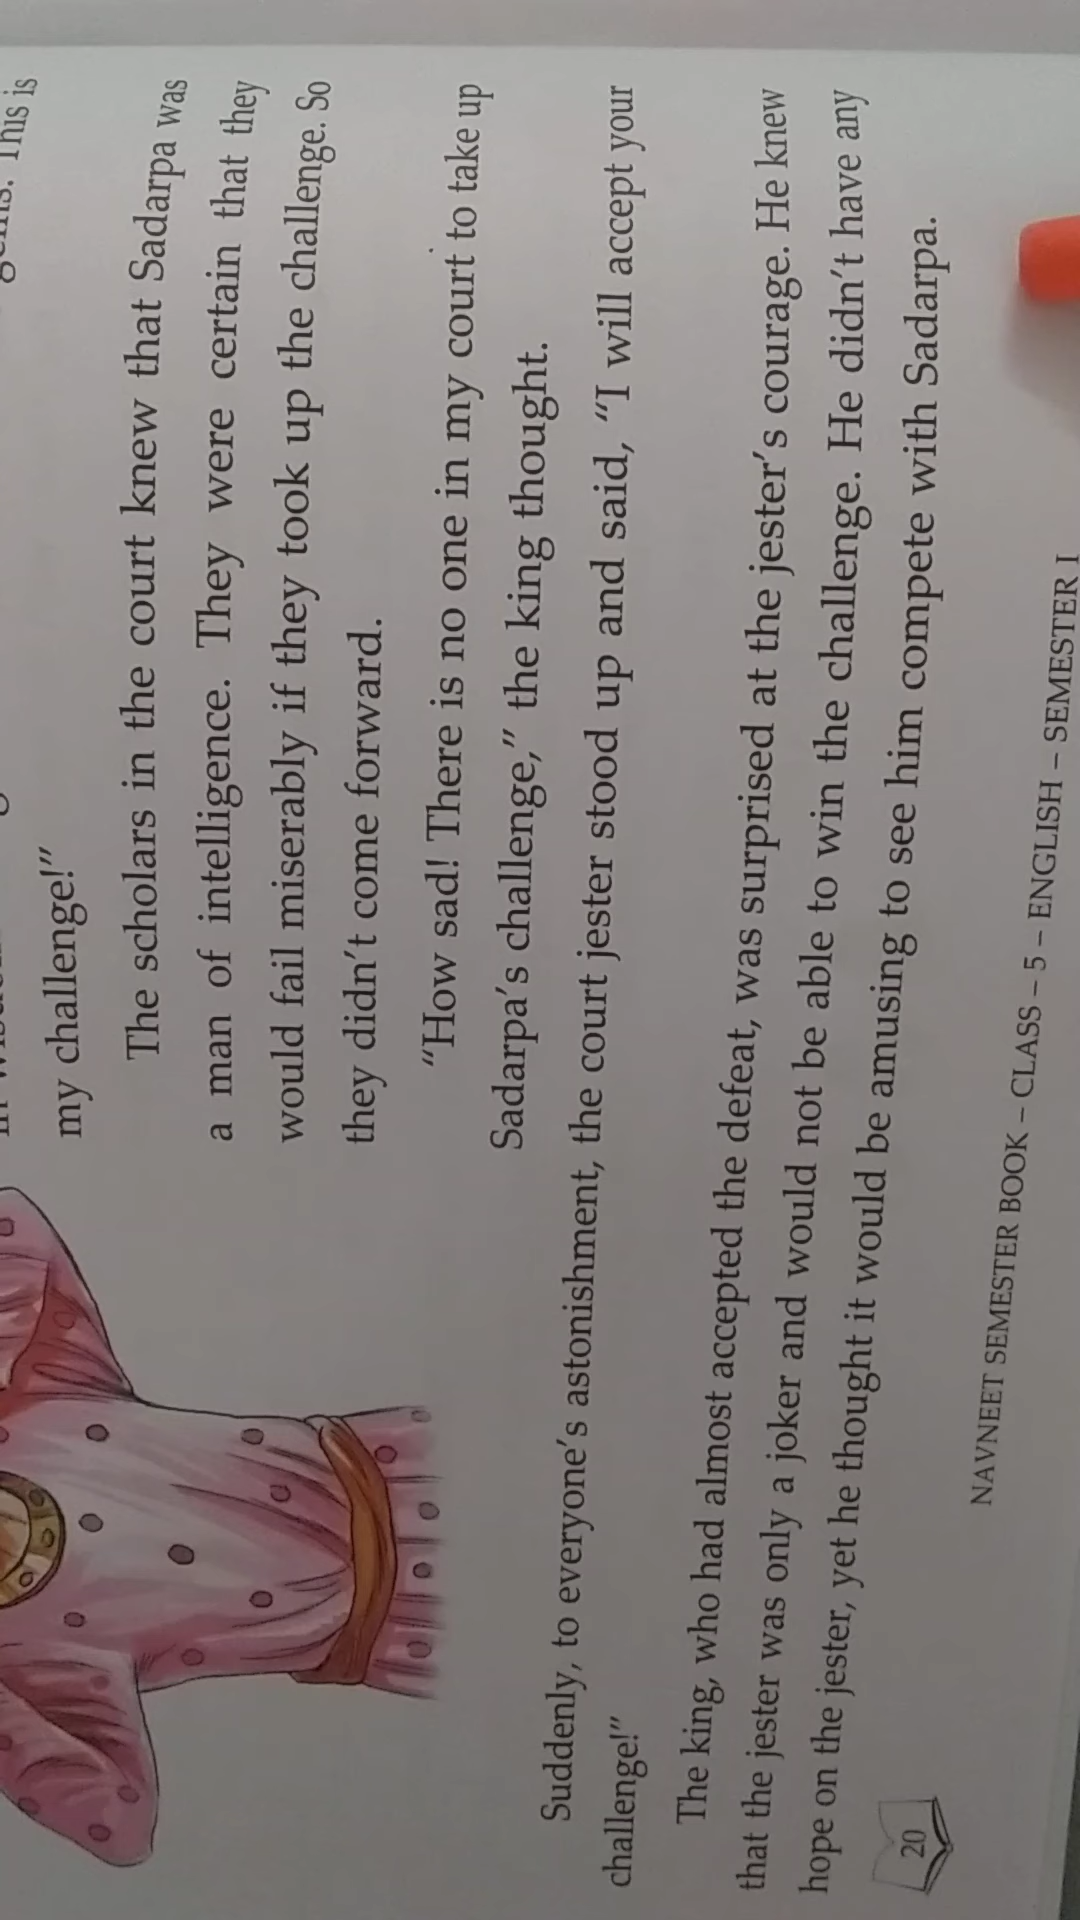 This is
my challenge!”
The scholars in the court knew that Sadarpa was
a man of intelligence. They were certain that they
would fail miserably if they took up the challenge. So
they didn’t come forward.
“How sad! There is no one in my court to take up
Sadarpa’s challenge,” the king thought.
Suddenly, to everyone’s astonishment, the court jester stood up and said, “I will accept your
challenge!”
The king, who had almost accepted the defeat, was surprised at the jester’s courage. He knew
that the jester was only a joker and would not be able to win the challenge. He didn’t have any
hope on the jester, yet he thought it would be amusing to see him compete with Sadarpa.
20
NAVNEET SEMESTER BOOK – CLASS – 5 – ENGLISH – SEMESTER I